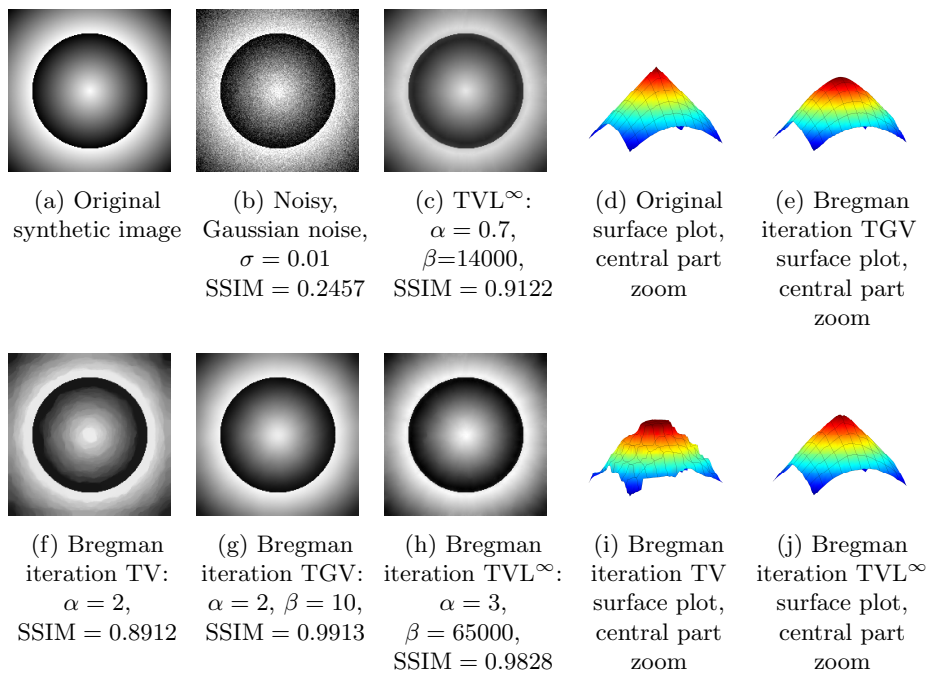 (a) Original
synthetic image
(b) Noisy,
Gaussian noise,
σ = 0.01
SSIM = 0.2457
(c) TVL∞:
α = 0.7,
β=14000,
SSIM = 0.9122
(d) Original
surface plot,
central part
zoom
(e) Bregman
iteration TGV
surface plot,
central part
zoom
(f) Bregman
iteration TV:
α = 2,
SSIM = 0.8912
(g) Bregman
iteration TGV:
α = 2, β = 10,
SSIM = 0.9913
(h) Bregman
iteration TVL∞:
α = 3,
β = 65000,
SSIM = 0.9828
(i) Bregman
iteration TV
surface plot,
central part
zoom
(j) Bregman
iteration TVL∞
surface plot,
central part
zoom